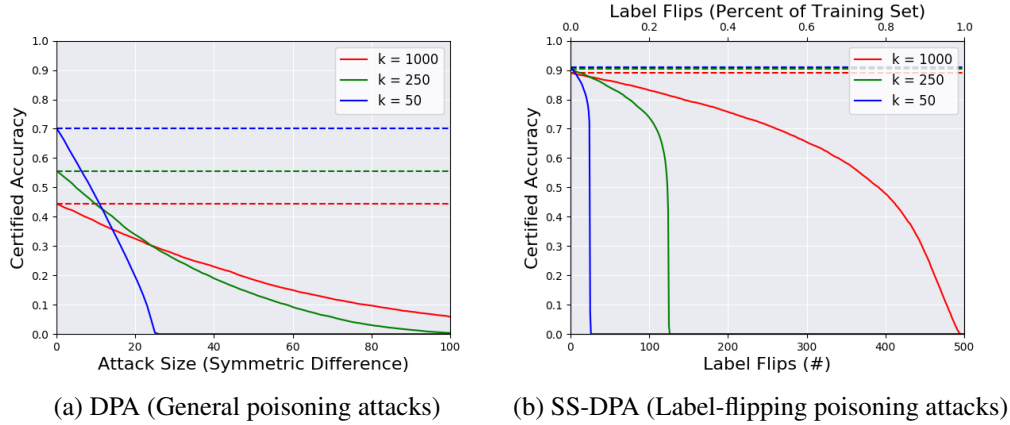 Label Flips (Percent of Training Set)
0.0 0.2 0.4 0.6 0.8 1.0
1.0
0.9
0.8
0.7
0.6
0.5
0.4
0.3
0.2
0.1
0.0
Certified Accuracy
k = 1000
k = 250
k = 50
0 20 40 60 80 100
Attack Size (Symmetric Difference)
1.0
0.9
0.8
0.7
0.6
0.5
0.4
0.3
0.2
0.1
0.0
Certified Accuracy
k = 1000
k = 250
k = 50
0 100 200 300 400 500
Label Flips (#)
(a) DPA (General poisoning attacks)
(b) SS-DPA (Label-flipping poisoning attacks)